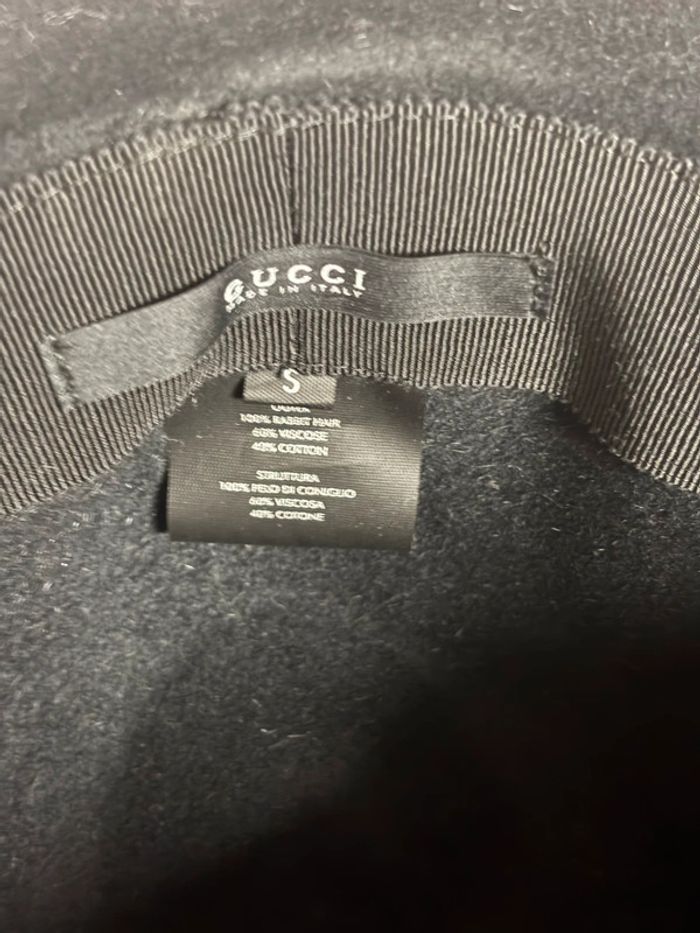 GUCCI
MADE IN ITALY
S
100% RABBIT HAIR
60% VISCOSE
40% COTTON
STRUTTURA
100% PELO DI CONIGLIO
60% VISCOSA
40% COTONE